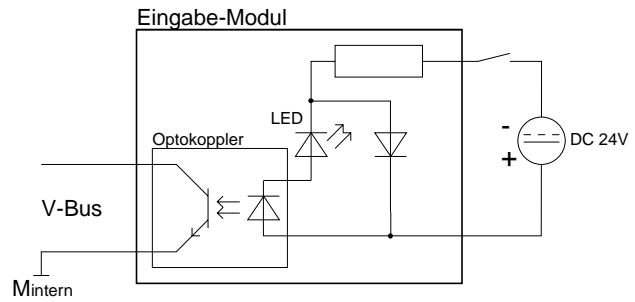 Eingabe-Modul
LED
Optokoppler
-
+
DC 24V
V-Bus
Mintern